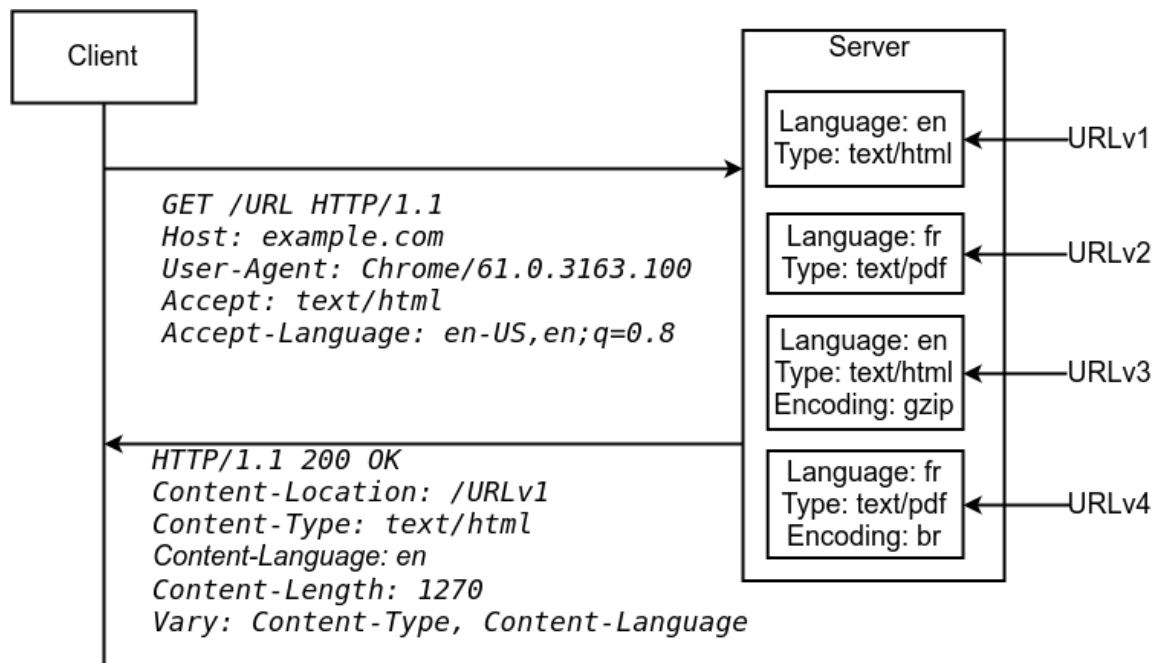 Client
Server
Language: en
Type: text/html
URLv1
GET /URL HTTP/1.1
Host: example.com
User-Agent: Chrome/61.0.3163.100
Accept: text/html
Accept-Language: en-US,en;q=0.8
Language: fr
Type: text/pdf
URLv2
Language: en
Type: text/html
Encoding: gzip
URLv3
HTTP/1.1 200 OK
Content-Location: /URLv1
Content-Type: text/html
Content-Language: en
Content-Length: 1270
Vary: Content-Type, Content-Language
Language: fr
Type: text/pdf
Encoding: br
URLv4